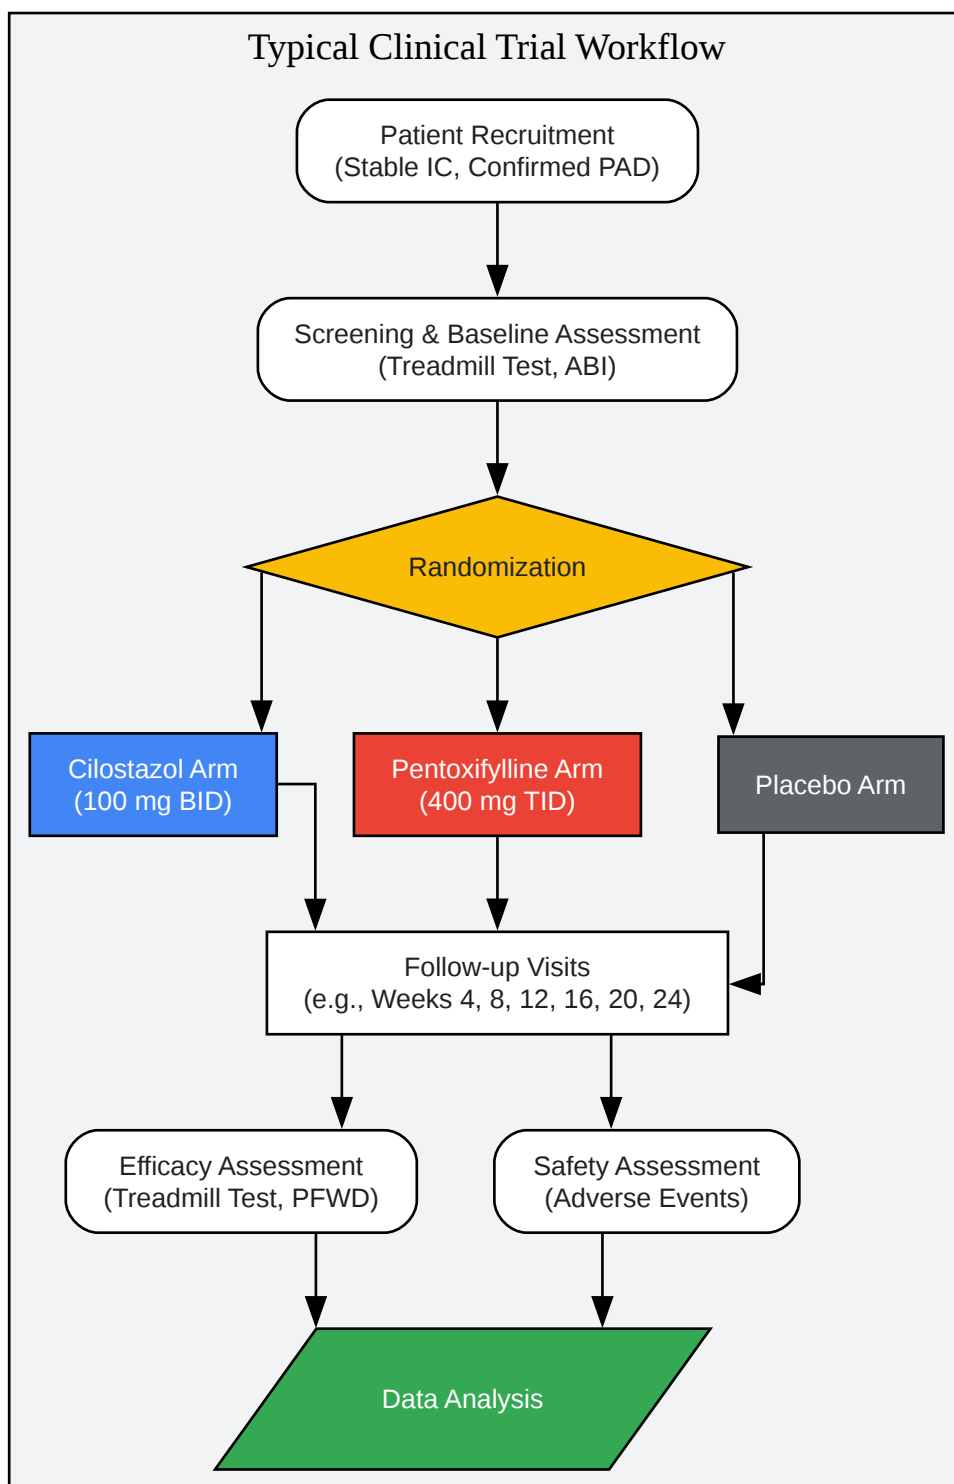 Typical Clinical Trial Workflow
Patient Recruitment
(Stable IC, Confirmed PAD)
Screening & Baseline Assessment
(Treadmill Test, ABI)
Randomization
Cilostazol Arm
(100 mg BID)
Pentoxifylline Arm
(400 mg TID)
Placebo Arm
Follow-up Visits
(e.g., Weeks 4, 8, 12, 16, 20, 24)
Efficacy Assessment
(Treadmill Test, PFWD)
Safety Assessment
(Adverse Events)
Data Analysis